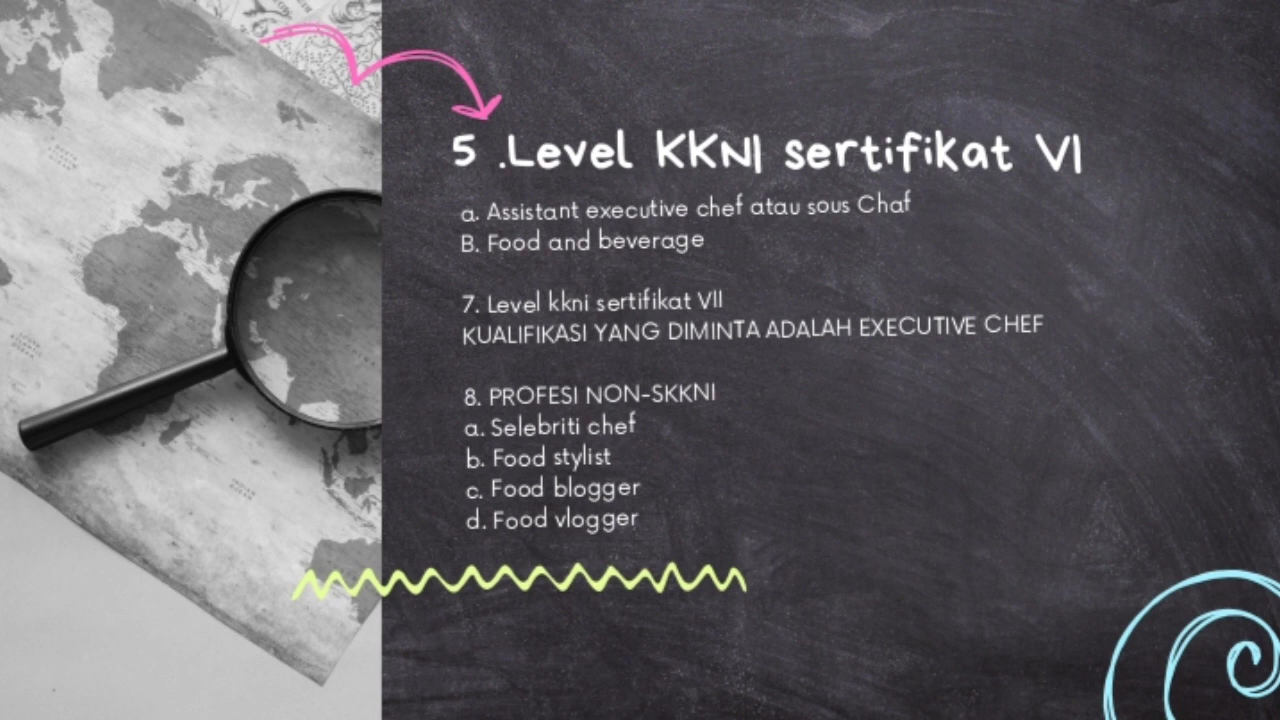 5 .Level KKNI sertifikat VI
a. Assistant executive chef atau sous Chaf
B. Food and beverage
7. Level kkni sertifikat VII
KUALIFIKASI YANG DIMINTA ADALAH EXECUTIVE CHEF
8. PROFESI NON-SKKNI
a. Selebriti chef
b. Food stylist
c. Food blogger
d. Food vlogger